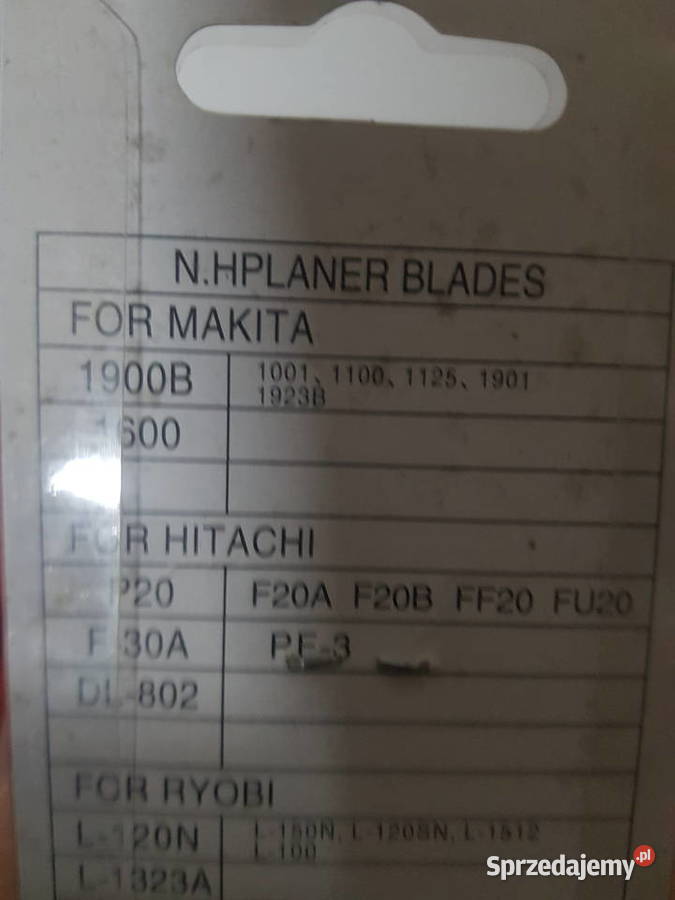 N.HPLANER BLADES
FOR MAKITA
1900B 1001、1100、1125、1901
1923B
1600
FOR HITACHI
P20 F20A F20B FF20 FU20
F-30A PF-3
DL-802
FOR RYOBI
L-120N L-150N, L-120SN, L-1512
L-100
L-1323A
Sprzedajemy.pl